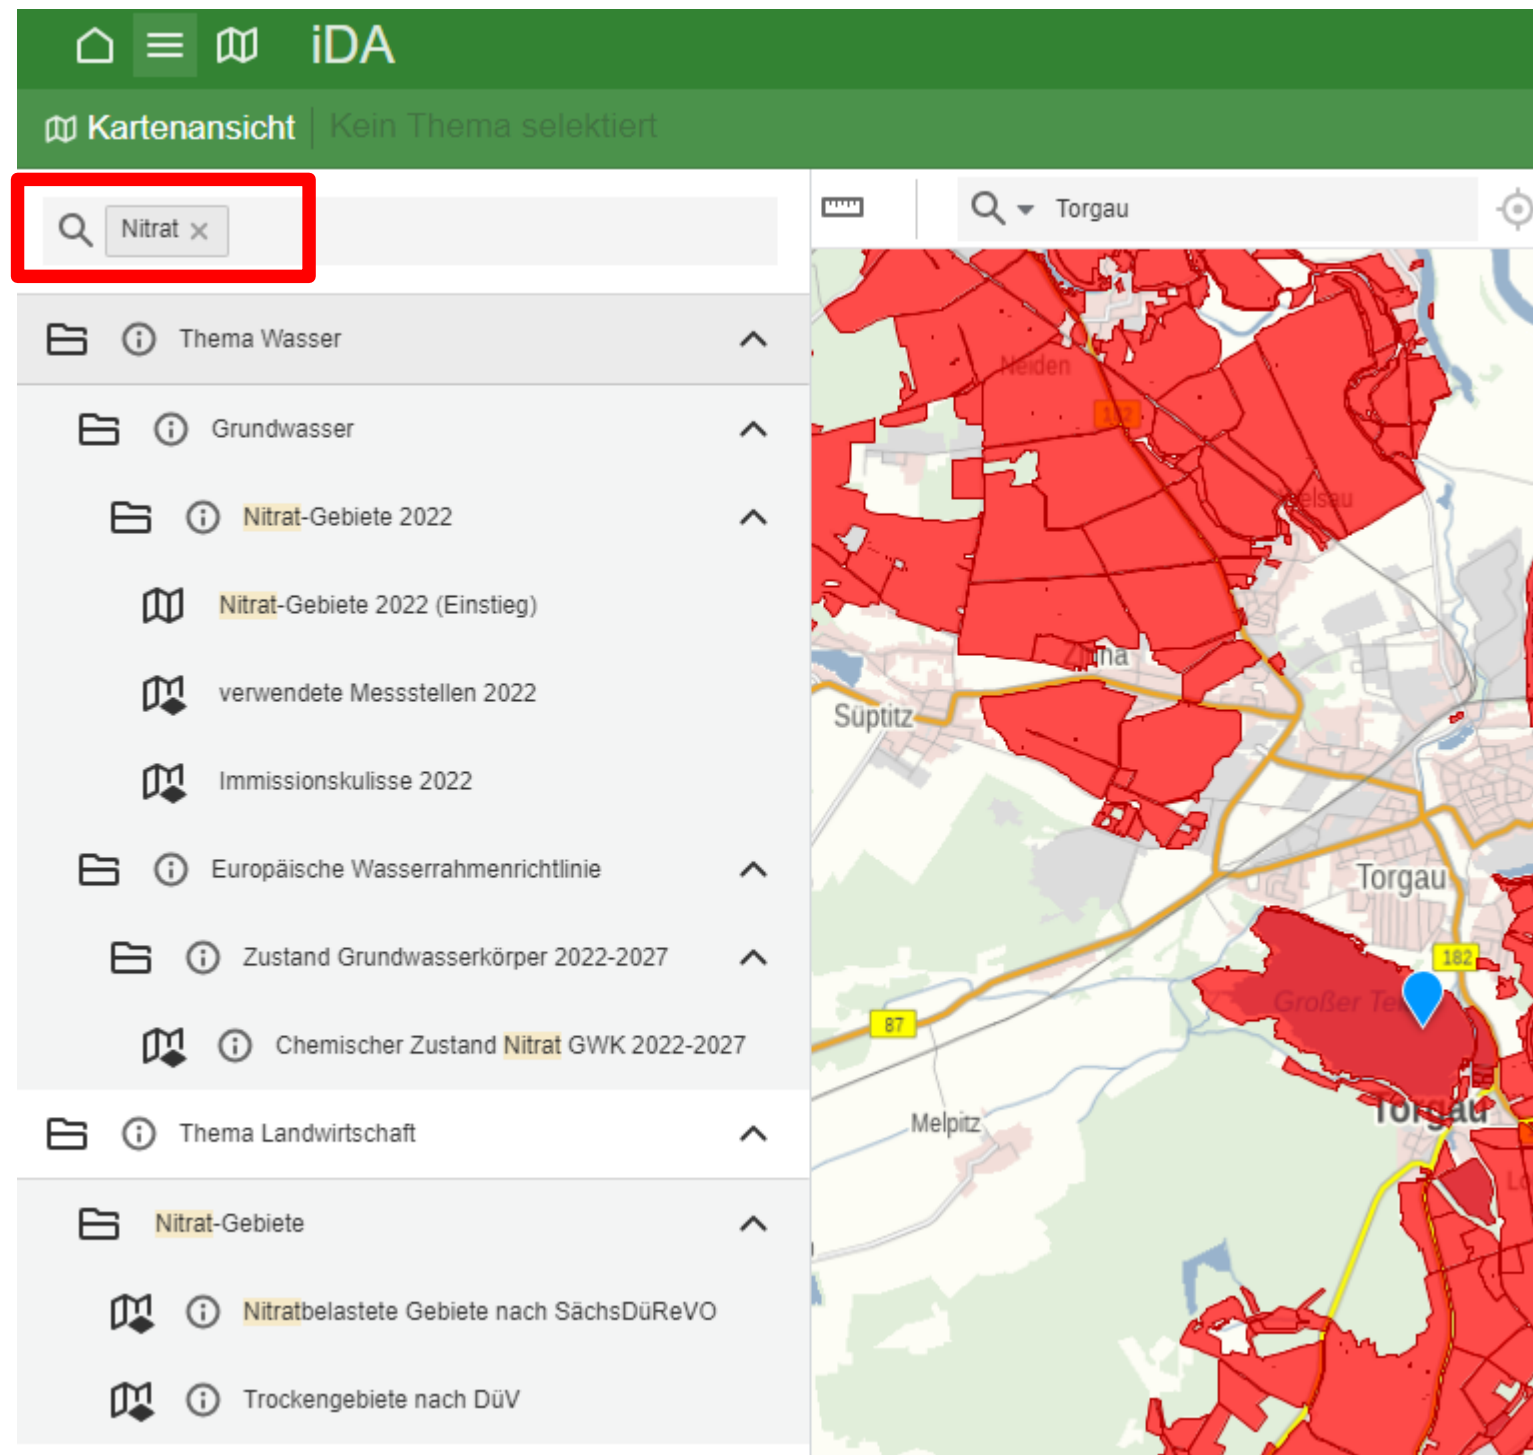 iDA
Kartenansicht
Kein Thema selektiert
Nitrat
Torgau
Thema Wasser
Grundwasser
Nitrat-Gebiete 2022
Nitrat-Gebiete 2022 (Einstieg)
verwendete Messstellen 2022
Immissionskulisse 2022
Europäische Wasserrahmenrichtlinie
Zustand Grundwasserkörper 2022-2027
Chemischer Zustand Nitrat GWK 2022-2027
Thema Landwirtschaft
Nitrat-Gebiete
Nitratbelastete Gebiete nach SächsDüReVO
Trockengebiete nach DüV
Neiden
182
Süptitz
Torgau
182
Großer
87
Melpitz
Torgau